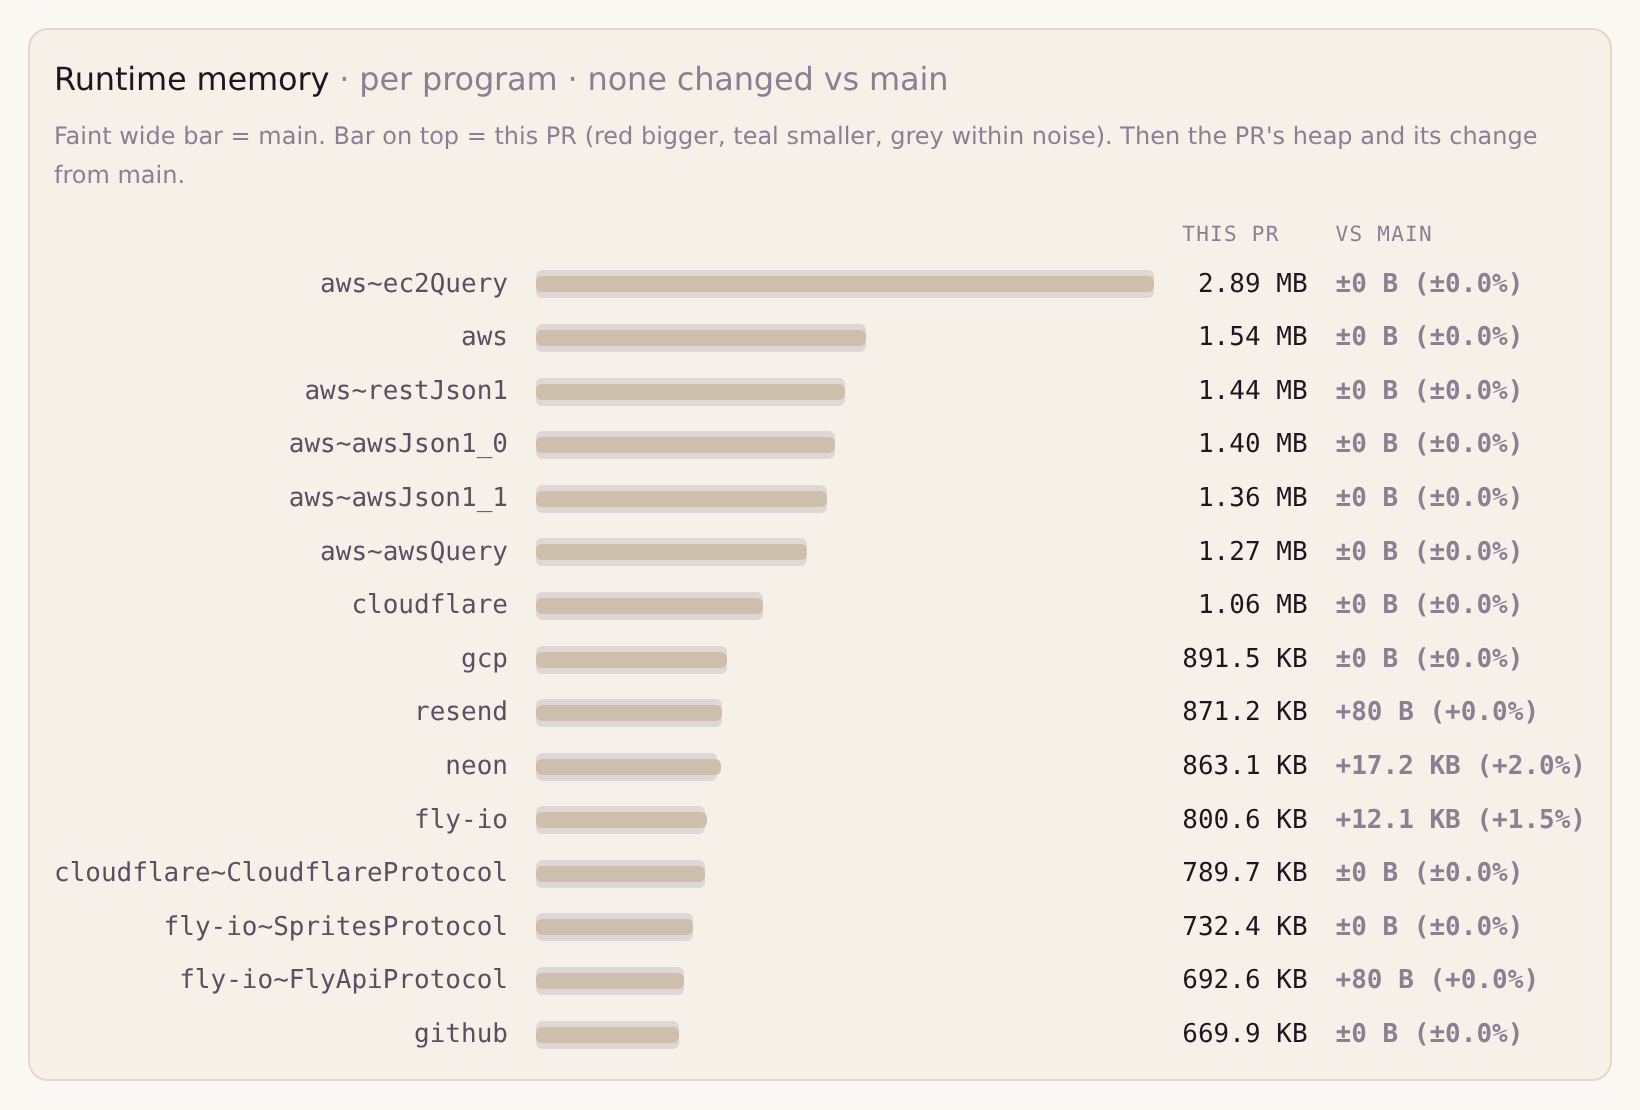 Runtime memory · per program · none changed vs main
Faint wide bar = main. Bar on top = this PR (red bigger, teal smaller, grey within noise). Then the PR's heap and its change
from main.
THIS PR VS MAIN
aws~ec2Query 2.89 MB ±0 B (±0.0%)
aws 1.54 MB ±0 B (±0.0%)
aws~restJson1 1.44 MB ±0 B (±0.0%)
aws~awsJson1_0 1.40 MB ±0 B (±0.0%)
aws~awsJson1_1 1.36 MB ±0 B (±0.0%)
aws~awsQuery 1.27 MB ±0 B (±0.0%)
cloudflare 1.06 MB ±0 B (±0.0%)
gcp 891.5 KB ±0 B (±0.0%)
resend 871.2 KB +80 B (+0.0%)
neon 863.1 KB +17.2 KB (+2.0%)
fly-io 800.6 KB +12.1 KB (+1.5%)
cloudflare~CloudflareProtocol 789.7 KB ±0 B (±0.0%)
fly-io~SpritesProtocol 732.4 KB ±0 B (±0.0%)
fly-io~FlyApiProtocol 692.6 KB +80 B (+0.0%)
github 669.9 KB ±0 B (±0.0%)